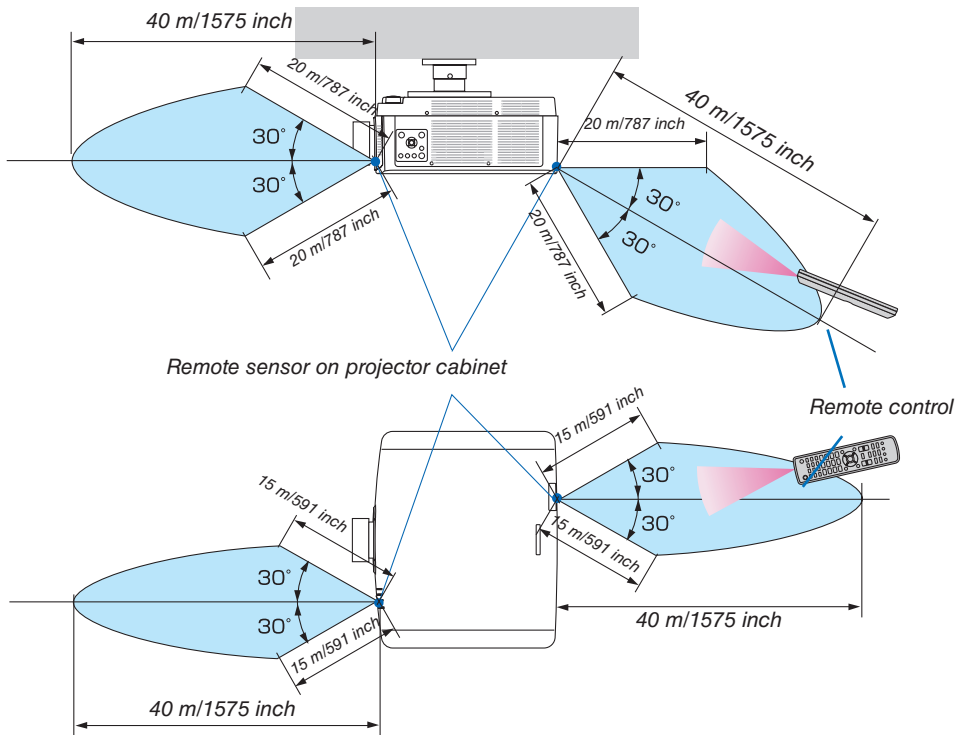 40 m/1575 inch
20 m/787 inch
40 m/1575 inch
20 m/787 inch
30°
30°
30°
30°
20 m/787 inch
20 m/787 inch
Remote sensor on projector cabinet
Remote control
15 m/591 inch
30°
30°
15 m/591 inch
15 m/591 inch
30°
30°
40 m/1575 inch
15 m/591 inch
40 m/1575 inch